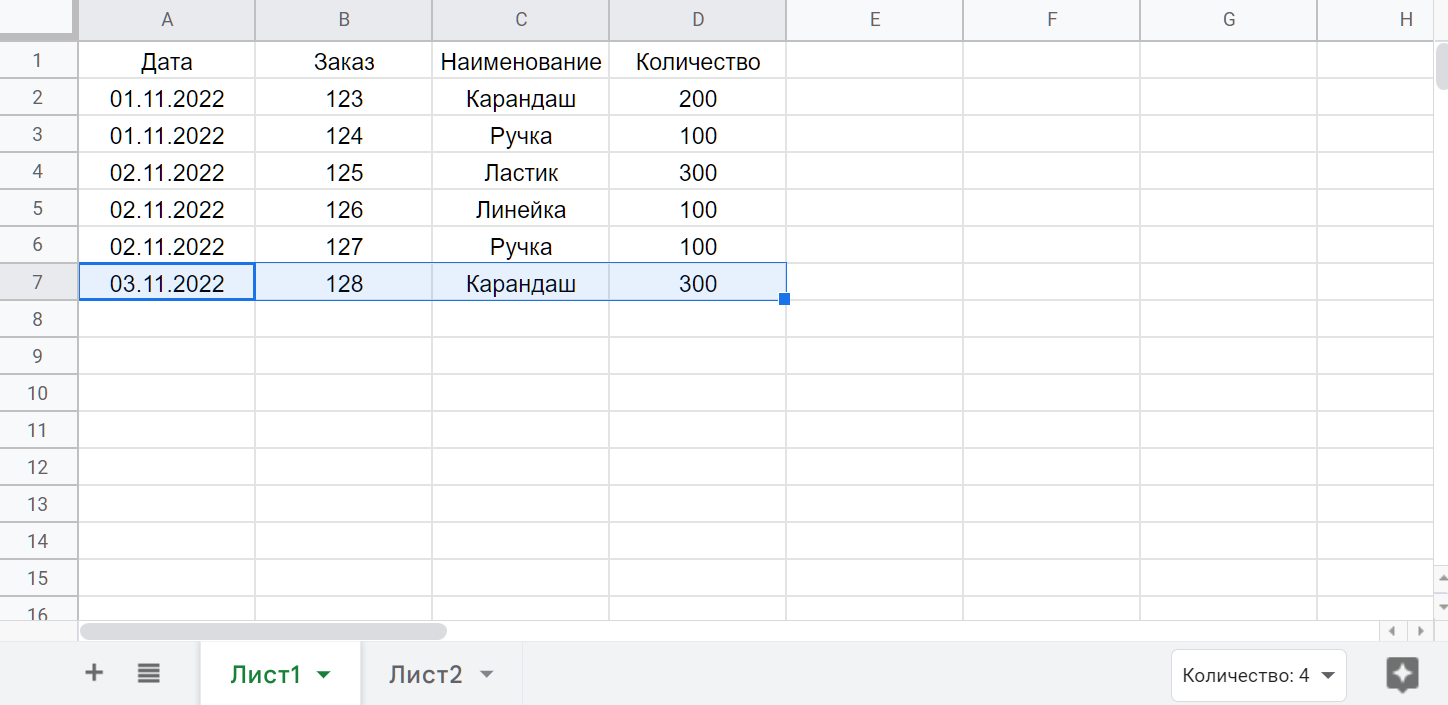 A B C D E F G H
1 Дата Заказ Наименование Количество
2 01.11.2022 123 Карандаш 200
3 01.11.2022 124 Ручка 100
4 02.11.2022 125 Ластик 300
5 02.11.2022 126 Линейка 100
6 02.11.2022 127 Ручка 100
7 03.11.2022 128 Карандаш 300
8
9
10
11
12
13
14
15
16
Лист1 Лист2 Количество: 4